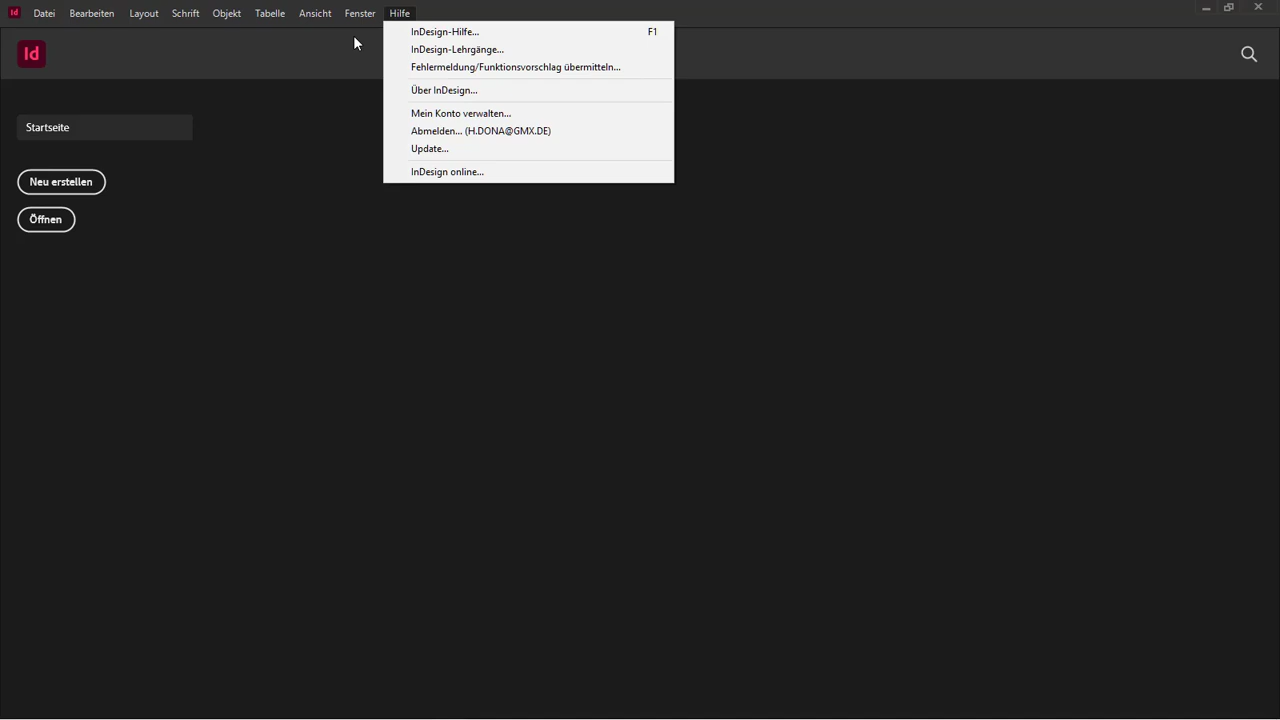 Id Datei Bearbeiten Layout Schrift Objekt Tabelle Ansicht Fenster Hilfe
InDesign-Hilfe... F1
InDesign-Lehrgänge...
Fehlermeldung/Funktionsvorschlag übermitteln...
Über InDesign...
Mein Konto verwalten...
Abmelden... (H.DONA@GMX.DE)
Update...
InDesign online...
Id
Startseite
Neu erstellen
Öffnen